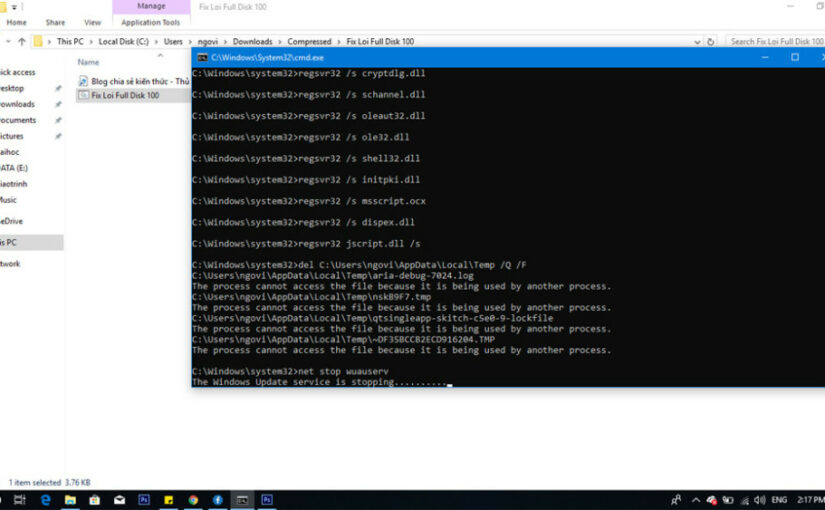 Manage
Fix Loi Full Disk 100
Home Share View Application Tools
This PC > Local Disk (C:) > Users > ngovi > Downloads > Compressed > Fix Loi Full Disk 100
Search Fix Loi Full Disk 100
Name
uick access
esktop
ownloads
ocuments
ictures
aihoc
ATA (E:)
iaotrinh
Music
eDrive
is PC
twork
Blog chia sẻ kiến thức - Thủ
Fix Loi Full Disk 100
C:\Windows\System32\cmd.exe
C:\Windows\system32>regsvr32 /s cryptdlg.dll
C:\Windows\system32>regsvr32 /s schannel.dll
C:\Windows\system32>regsvr32 /s oleaut32.dll
C:\Windows\system32>regsvr32 /s ole32.dll
C:\Windows\system32>regsvr32 /s shell32.dll
C:\Windows\system32>regsvr32 /s initpki.dll
C:\Windows\system32>regsvr32 /s msscript.ocx
C:\Windows\system32>regsvr32 /s dispex.dll
C:\Windows\system32>regsvr32 jscript.dll /s
C:\Windows\system32>del C:\Users\ngovi\AppData\Local\Temp /Q /F
C:\Users\ngovi\AppData\Local\Temp\aria-debug-7024.log
The process cannot access the file because it is being used by another process.
C:\Users\ngovi\AppData\Local\Temp\nskB9F7.tmp
The process cannot access the file because it is being used by another process.
C:\Users\ngovi\AppData\Local\Temp\qtsingleapp-skitch-c5e0-9-lockfile
The process cannot access the file because it is being used by another process.
C:\Users\ngovi\AppData\Local\Temp\~DF35BCCB2ECD916204.TMP
The process cannot access the file because it is being used by another process.
C:\Windows\system32>net stop wuauserv
The Windows Update service is stopping..........
1 item selected 3.76 KB
ENG 2:17 PM